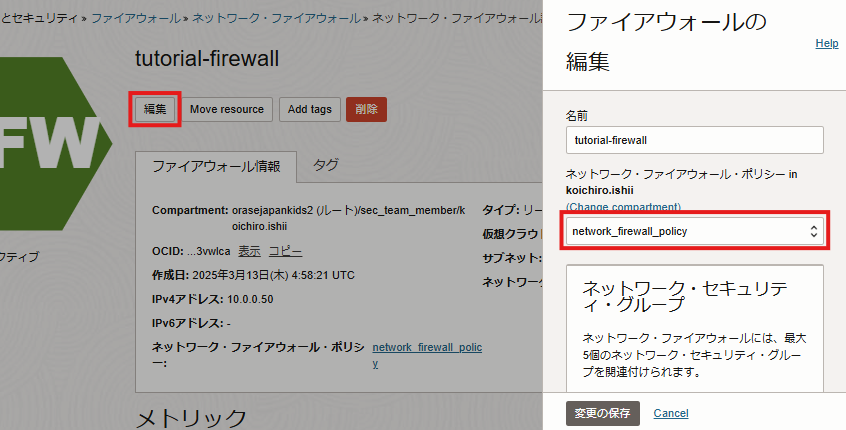 とセキュリティ » ファイアウォール » ネットワーク・ファイアウォール » ネットワーク・ファイアウォール
FW
クティブ
tutorial-firewall
編集 Move resource Add tags 削除
ファイアウォール情報 タグ
Compartment: orasejapankids2 (ルート)/sec_team_member/k
oichiro.ishii
OCID: ...3vwlca 表示 コピー
作成日: 2025年3月13日(木) 4:58:21 UTC
IPv4アドレス: 10.0.0.50
IPv6アドレス: -
ネットワーク・ファイアウォール・ポリシ
ー:
network_firewall_polic
y
タイプ: リー
仮想クラウド
サブネット:
ネットワーク
メトリック
ファイアウォールの
編集
Help
名前
tutorial-firewall
ネットワーク・ファイアウォール・ポリシー in
koichiro.ishii
(Change compartment)
network_firewall_policy
ネットワーク・セキュリテ
ィ・グループ
ネットワーク・ファイアウォールには、最大
5個のネットワーク・セキュリティ・グルー
プを関連付けられます。
変更の保存 Cancel